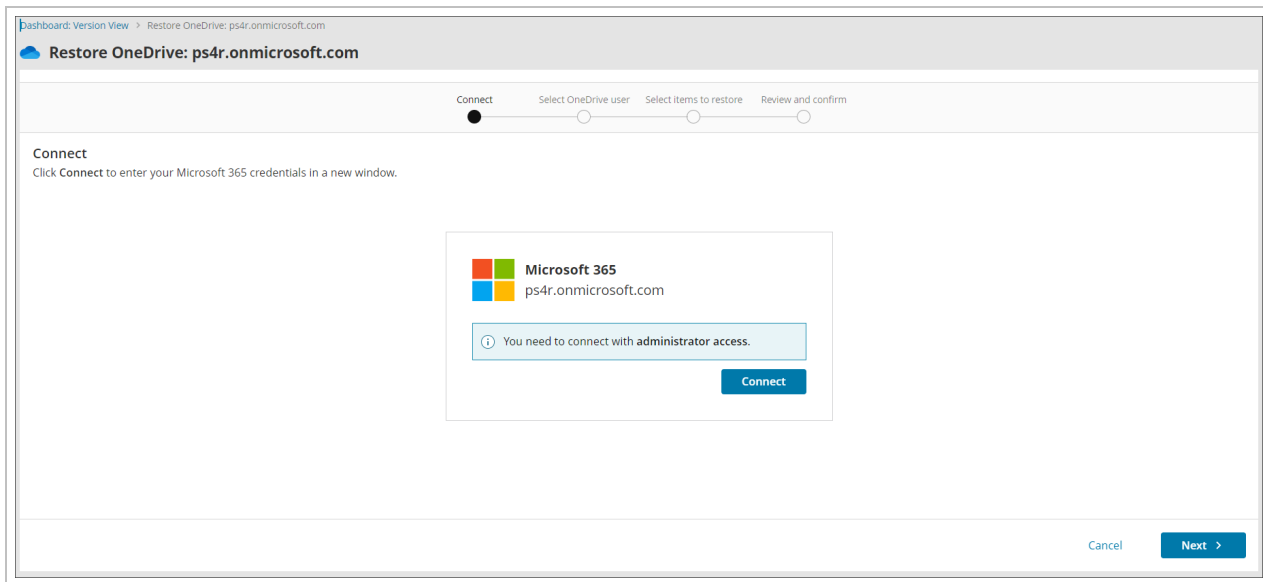 Dashboard: Version View > Restore OneDrive: ps4r.onmicrosoft.com
Restore OneDrive: ps4r.onmicrosoft.com
Connect Select OneDrive user Select items to restore Review and confirm
Connect
Click Connect to enter your Microsoft 365 credentials in a new window.
Microsoft 365
ps4r.onmicrosoft.com
You need to connect with administrator access.
Connect
Cancel Next >